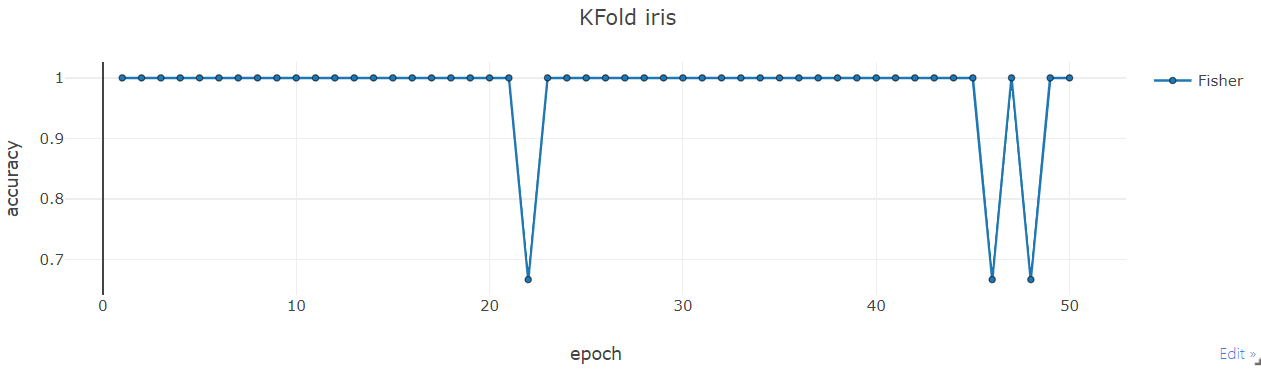 KFold iris
1
0.9
0.8
0.7
accuracy
0 10 20 30 40 50
epoch
Fisher
Edit »